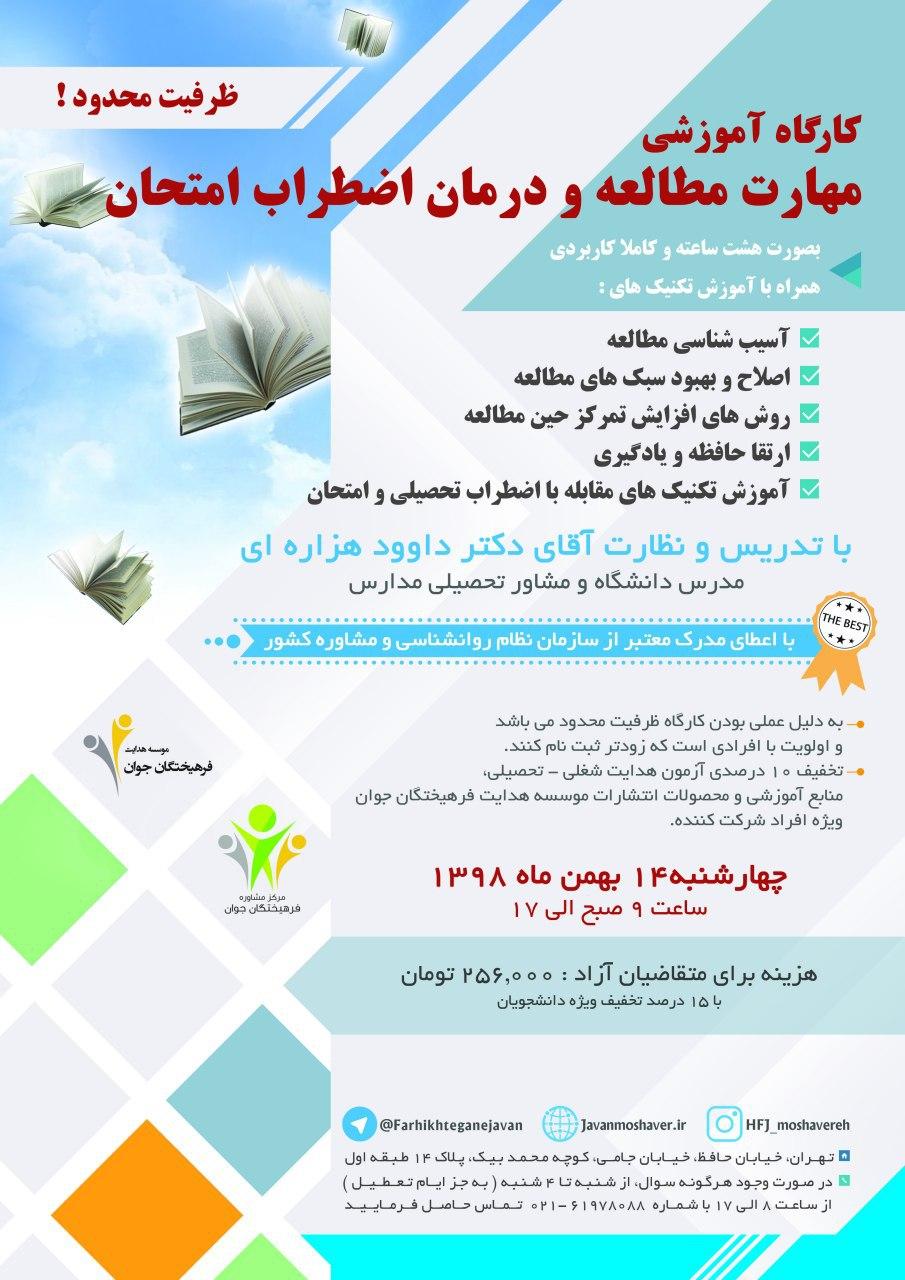 ظرفیت محدود !
کارگاه آموزشی
مهارت مطالعه و درمان اضطراب امتحان
بصورت هشت ساعته و کاملا کاربردی
همراه با آموزش تکنیک های :
آسیب شناسی مطالعه
اصلاح و بهبود سبک های مطالعه
روش های افزایش تمرکز حین مطالعه
ارتقا حافظه و یادگیری
آموزش تکنیک های مقابله با اضطراب تحصیلی و امتحان
با تدریس و نظارت آقای دکتر داوود هزاره ای
مدرس دانشگاه و مشاور تحصیلی مدارس
THE BEST
با اعطای مدرک معتبر از سازمان نظام روانشناسی و مشاوره کشور
به دلیل عملی بودن کارگاه ظرفیت محدود می باشد
و اولویت با افرادی است که زودتر ثبت نام کنند.
تخفیف ۱۰ درصدی آزمون هدایت شغلی - تحصیلی،
منابع آموزشی و محصولات انتشارات موسسه هدایت فرهیختگان جوان
ویژه افراد شرکت کننده.
موسسه هدایت
فرهیختگان جوان
مرکز مشاوره
فرهیختگان جوان
چهارشنبه۱۴ بهمن ماه ۱۳۹۸
ساعت ۹ صبح الی ۱۷
هزینه برای متقاضیان آزاد : ۲۵۶,۰۰۰ تومان
با ۱۵ درصد تخفیف ویژه دانشجویان
@Farhikhteganejavan Javanmoshaver.ir HFJ_moshavereh
تهران، خیابان حافظ، خیابان جامی، کوچه محمد بیک، پلاک ۱۴ طبقه اول
در صورت وجود هرگونه سوال، از شنبه تا ۴ شنبه ( به جز ایام تعطیل )
از ساعت ۸ الی ۱۷ با شماره ۶۱۹۷۸۰۸۸ -۰۲۱ تماس حاصل فرمایید